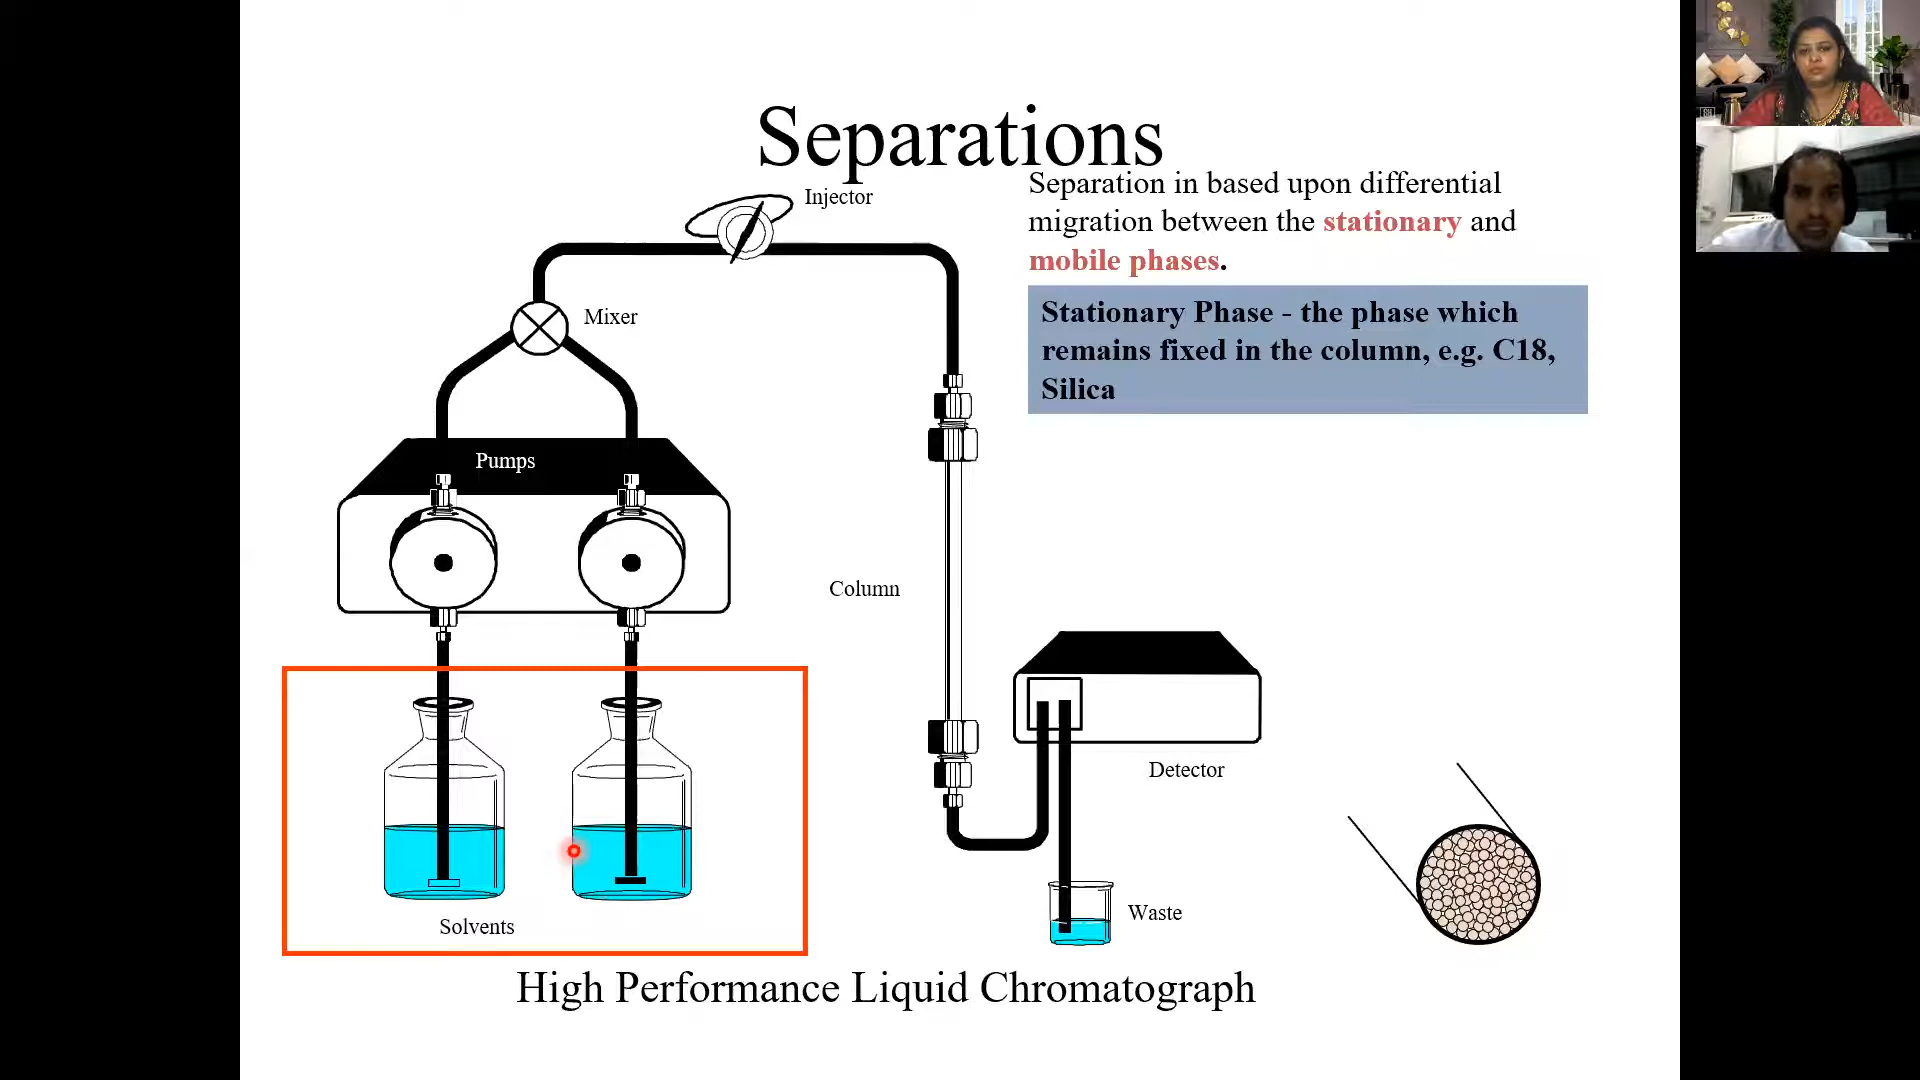 Separations
Injector
Separation in based upon differential
migration between the stationary and
mobile phases.
Stationary Phase - the phase which
remains fixed in the column, e.g. C18,
Silica
Mixer
Pumps
Column
Detector
Waste
Solvents
High Performance Liquid Chromatograph